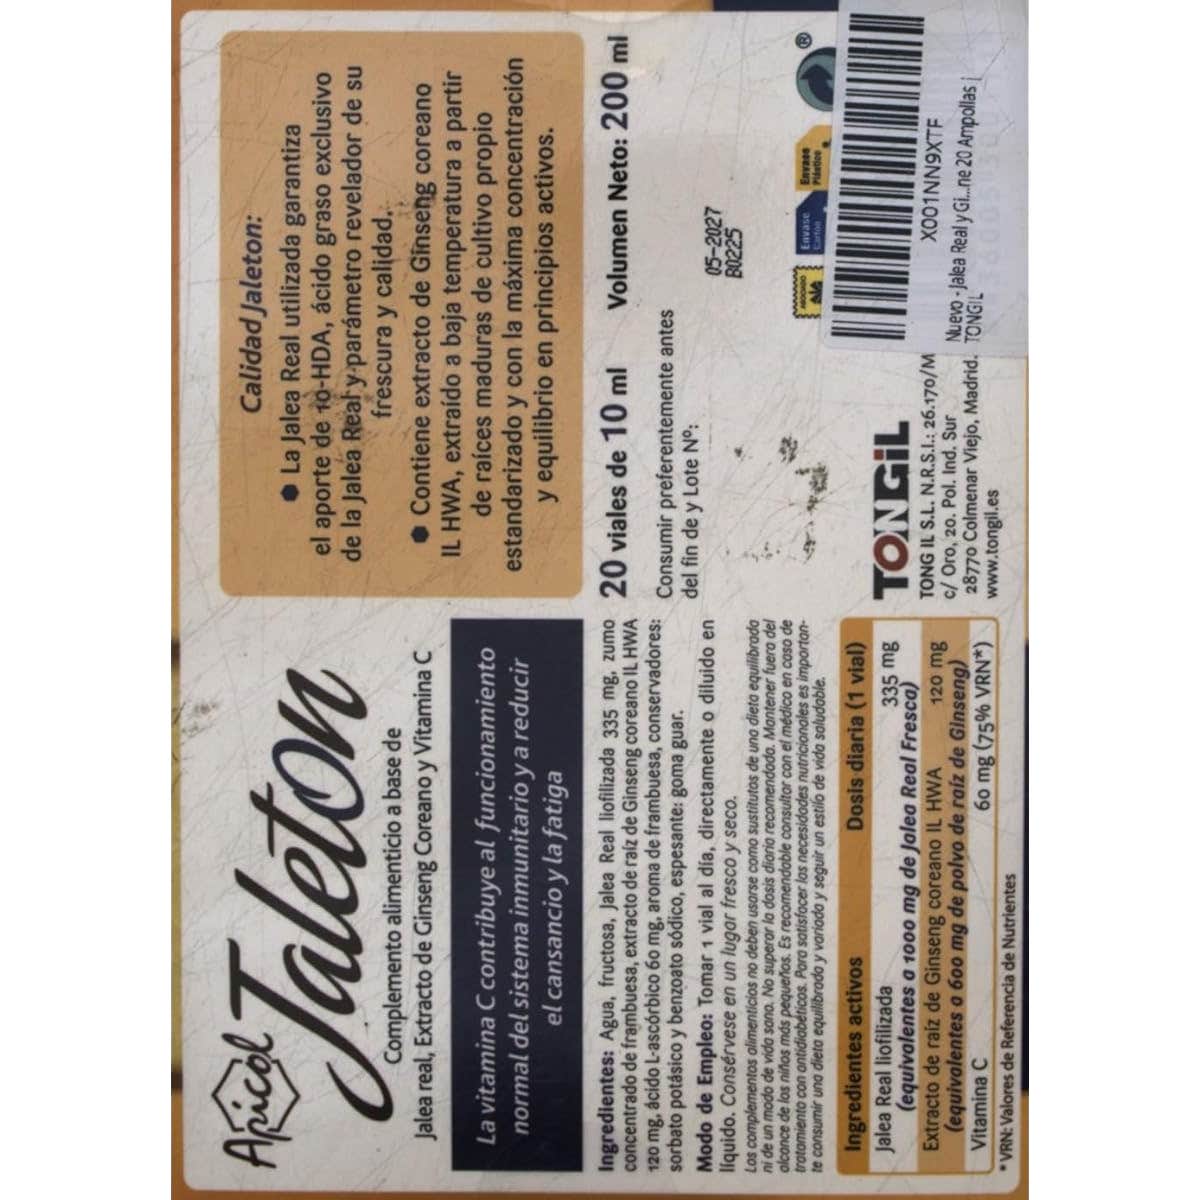 Apicol
Jaleton
Complemento alimenticio a base de
Jalea real, Extracto de Ginseng Coreano y Vitamina C
La vitamina C contribuye al funcionamiento
normal del sistema inmunitario y a reducir
el cansancio y la fatiga
Ingredientes: Agua, fructosa, Jalea Real liofilizada 335 mg, zumo
concentrado de frambuesa, extracto de raíz de Ginseng coreano IL HWA
120 mg, ácido L-ascórbico 60 mg, aroma de frambuesa, conservadores:
sorbato potásico y benzoato sódico, espesante: goma guar.
Modo de Empleo: Tomar 1 vial al día, directamente o diluido en
líquido. Consérvese en un lugar fresco y seco.
Los complementos alimenticios no deben usarse como sustitutos de una dieta equilibrada
ni de un modo de vida sano. No superar la dosis diaria recomendada. Mantener fuera del
alcance de los niños más pequeños. Es recomendable consultar con el médico en caso de
tratamiento con antidiabéticos. Para satisfacer las necesidades nutricionales es importan-
te consumir una dieta equilibrada y variada y seguir un estilo de vida saludable.
Ingredientes activos Dosis diaria (1 vial)
Jalea Real liofilizada 335 mg
(equivalentes a 1000 mg de Jalea Real Fresca)
Extracto de raíz de Ginseng coreano IL HWA 120 mg
(equivalentes a 600 mg de polvo de raíz de Ginseng)
Vitamina C 60 mg (75% VRN*)
*VRN: Valores de Referencia de Nutrientes
Calidad Jaleton:
● La Jalea Real utilizada garantiza
el aporte de 10-HDA, ácido graso exclusivo
de la Jalea Real y parámetro revelador de su
frescura y calidad.
● Contiene extracto de Ginseng coreano
IL HWA, extraído a baja temperatura a partir
de raíces maduras de cultivo propio
estandarizado y con la máxima concentración
y equilibrio en principios activos.
20 viales de 10 ml Volumen Neto: 200 ml
Consumir preferentemente antes
del fin de y Lote Nº:
05-2027
B0225
Envase
Cartón
Envase
Plástico
®
TONGiL
TONG IL S.L. N.R.S.I.: 26.170/M
c/ Oro, 20. Pol. Ind. Sur
28770 Colmenar Viejo, Madrid.
www.tongil.es
X001NN9XTF
Nuevo - Jalea Real y Gi...ne 20 Ampollas |
TONGIL